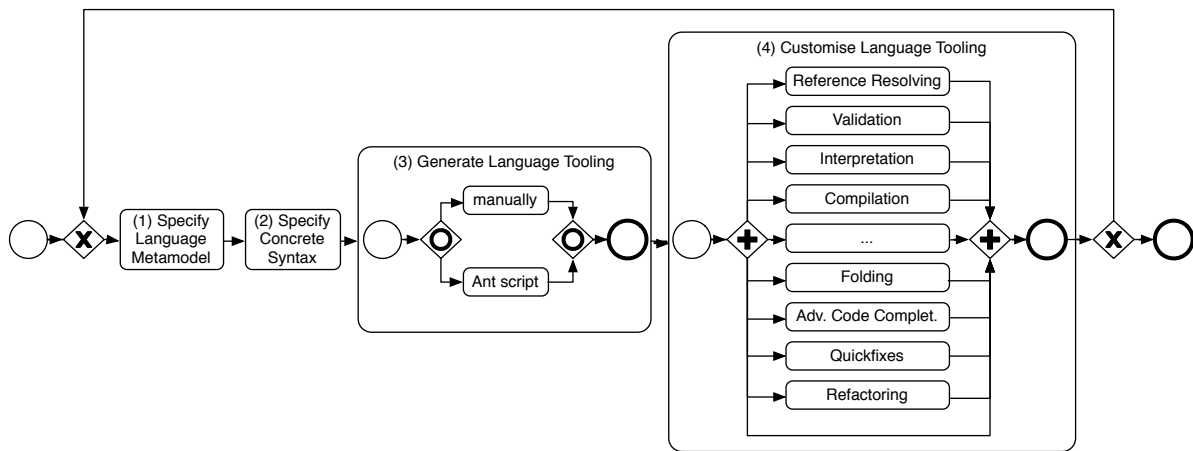 (4) Customise Language Tooling
Reference Resolving
Validation
(3) Generate Language Tooling
Interpretation
manually
Compilation
(1) Specify
Language
Metamodel
(2) Specify
Concrete
Syntax
...
Ant script
Folding
Adv. Code Complet.
Quickfixes
Refactoring